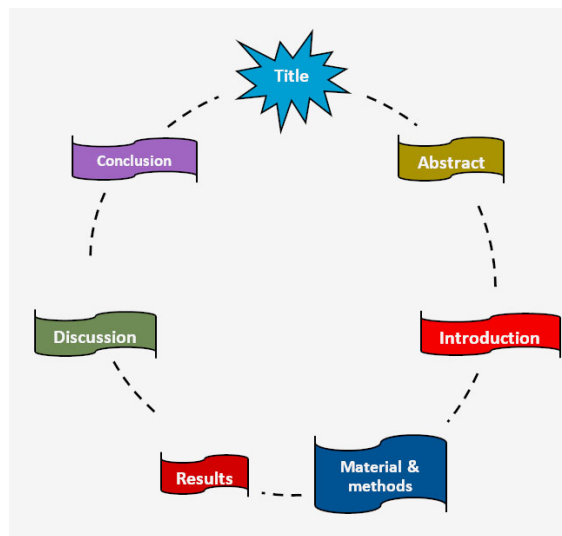 Title
Abstract
Introduction
Material &
methods
Results
Discussion
Conclusion